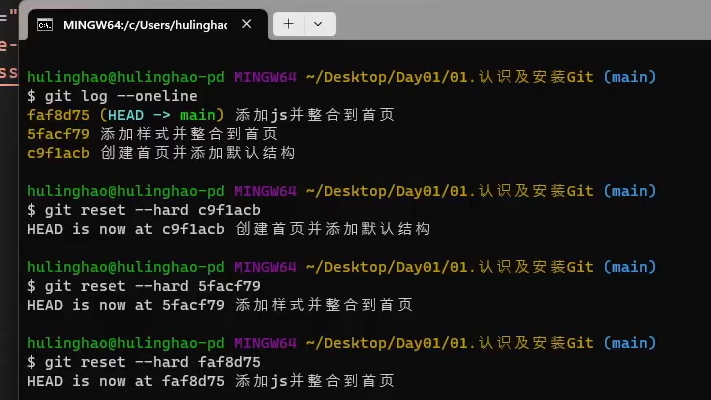 ="
MINGW64:/c/Users/hulinghao
e-
ss
hulinghao@hulinghao-pd MINGW64 ~/Desktop/Day01/01.认识及安装Git (main)
$ git log --oneline
faf8d75 (HEAD -> main) 添加js并整合到首页
5facf79 添加样式并整合到首页
c9f1acb 创建首页并添加默认结构
hulinghao@hulinghao-pd MINGW64 ~/Desktop/Day01/01.认识及安装Git (main)
$ git reset --hard c9f1acb
HEAD is now at c9f1acb 创建首页并添加默认结构
hulinghao@hulinghao-pd MINGW64 ~/Desktop/Day01/01.认识及安装Git (main)
$ git reset --hard 5facf79
HEAD is now at 5facf79 添加样式并整合到首页
hulinghao@hulinghao-pd MINGW64 ~/Desktop/Day01/01.认识及安装Git (main)
$ git reset --hard faf8d75
HEAD is now at faf8d75 添加js并整合到首页